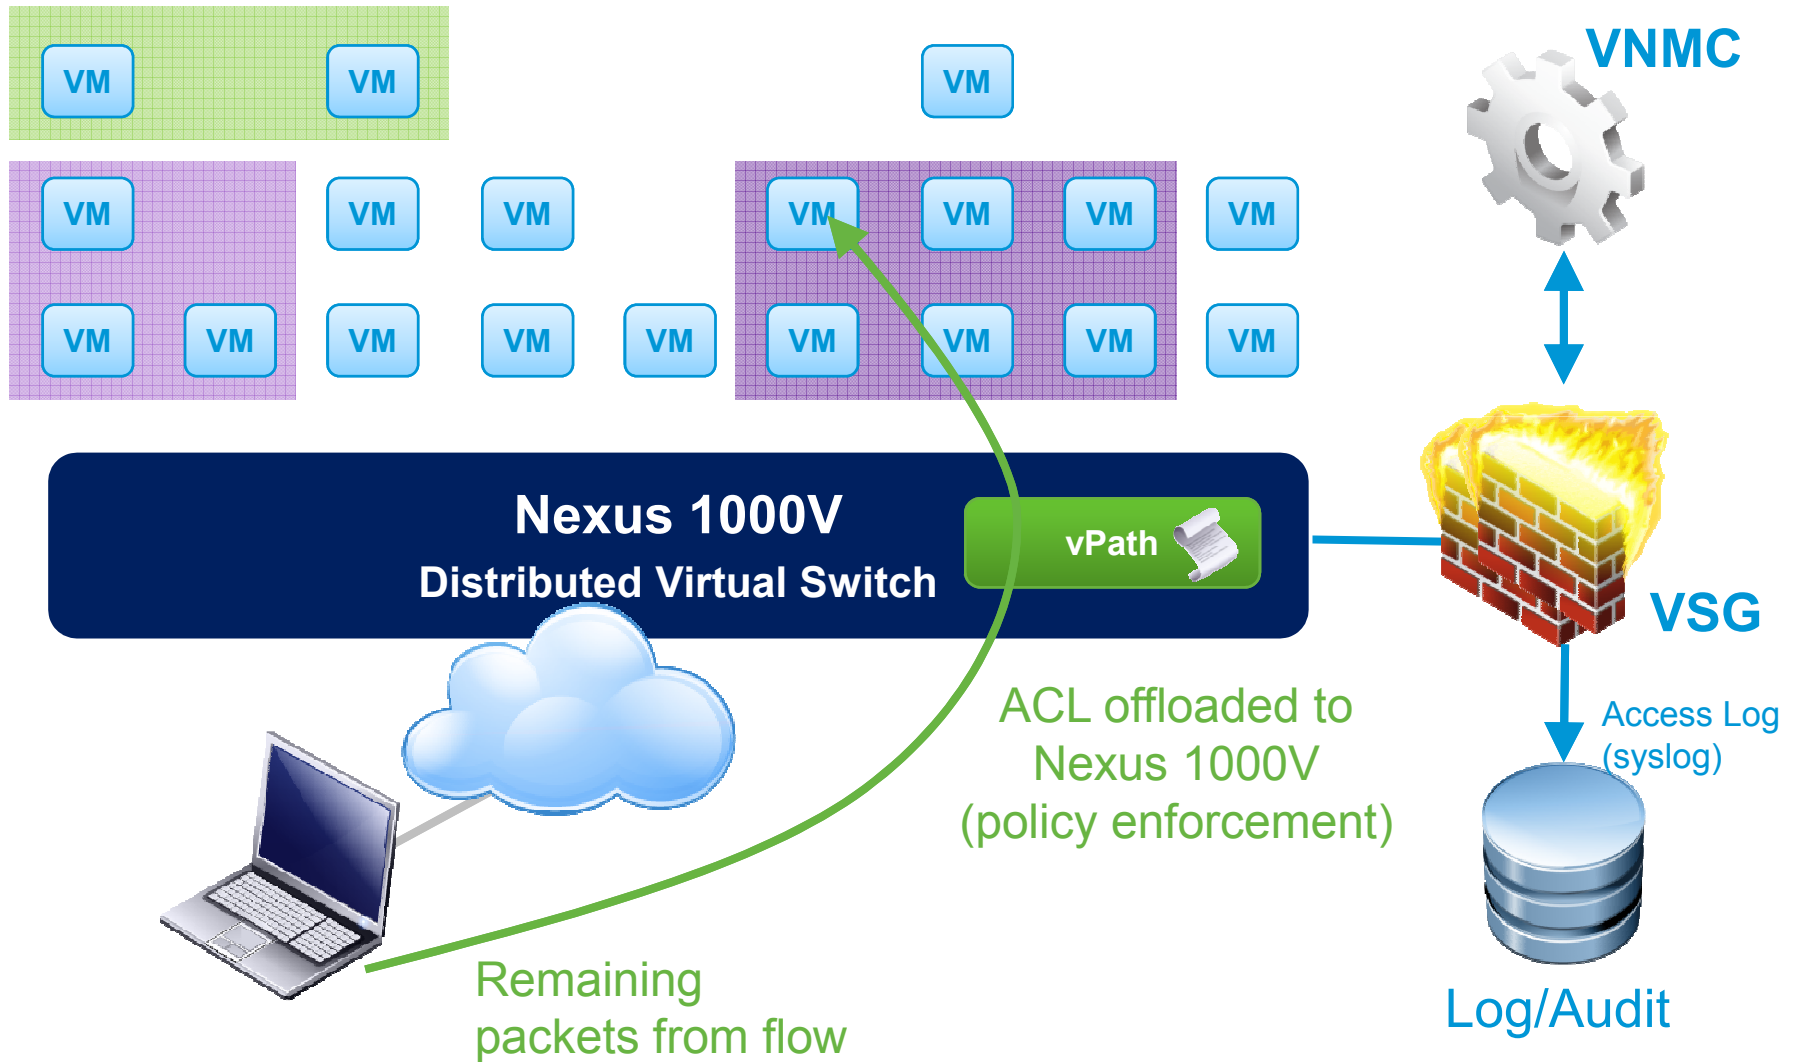 VM VM VM
VNMC
VM VM VM VM VM VM VM
VM VM VM VM VM VM VM VM VM
Nexus 1000V
Distributed Virtual Switch
vPath
VSG
ACL offloaded to
Nexus 1000V
(policy enforcement)
Access Log
(syslog)
Remaining
packets from flow
Log/Audit